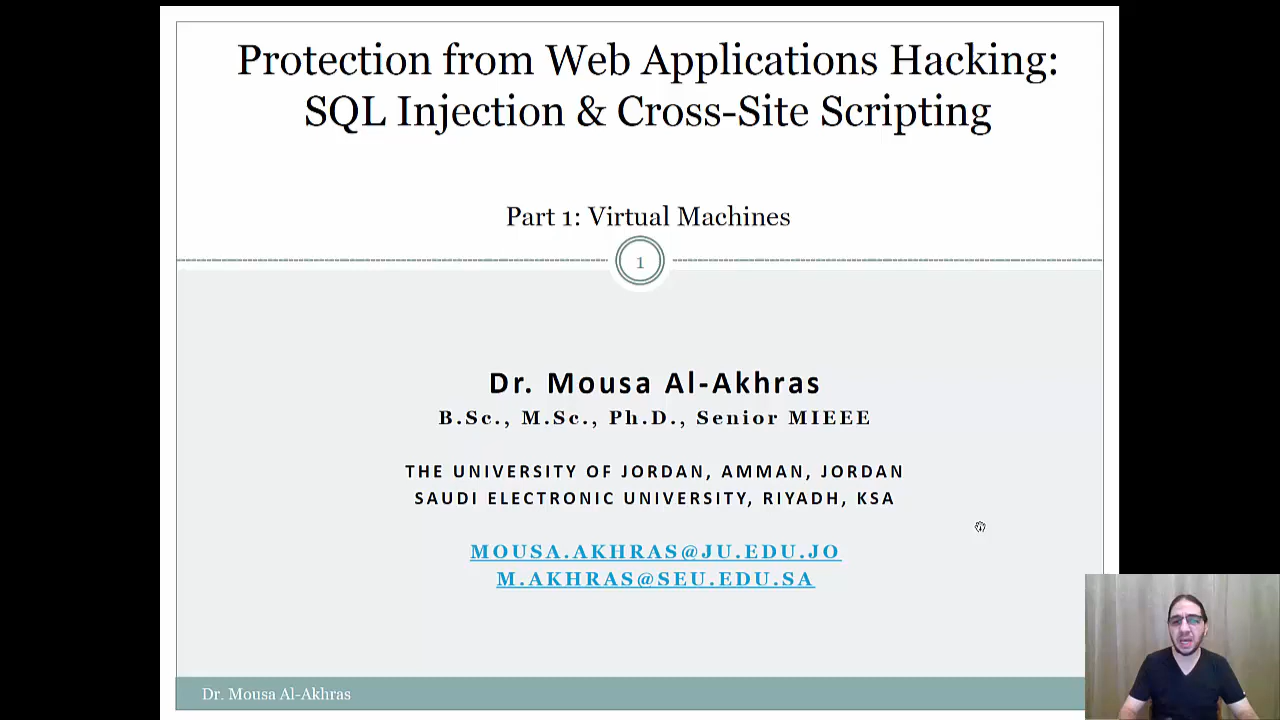 Protection from Web Applications Hacking:
SQL Injection & Cross-Site Scripting
Part 1: Virtual Machines
1
Dr. Mousa Al-Akhras
B.Sc., M.Sc., Ph.D., Senior MIEEE
THE UNIVERSITY OF JORDAN, AMMAN, JORDAN
SAUDI ELECTRONIC UNIVERSITY, RIYADH, KSA
MOUSA.AKHRAS@JU.EDU.JO
M.AKHRAS@SEU.EDU.SA
Dr. Mousa Al-Akhras